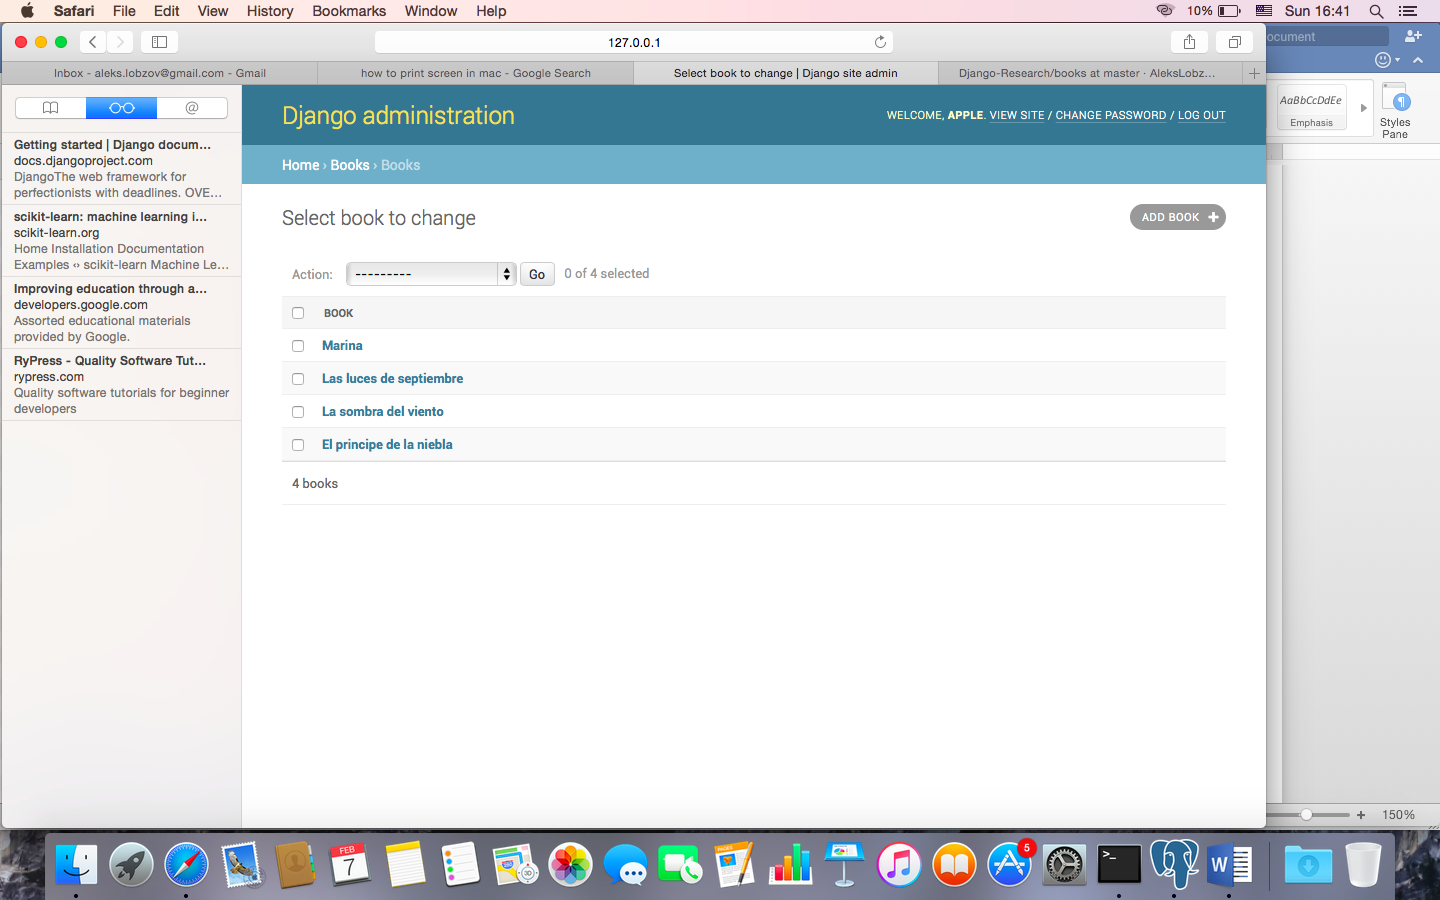 Safari File Edit View History Bookmarks Window Help
10% Sun 16:41
127.0.0.1
Inbox - aleks.lobzov@gmail.com - Gmail
how to print screen in mac - Google Search
Select book to change | Django site admin
Django-Research/books at master · AleksLobz...
@
Getting started | Django docum...
docs.djangoproject.com
DjangoThe web framework for
perfectionists with deadlines. OVE...
scikit-learn: machine learning i...
scikit-learn.org
Home Installation Documentation
Examples ‹› scikit-learn Machine Le...
Improving education through a...
developers.google.com
Assorted educational materials
provided by Google.
RyPress - Quality Software Tut...
rypress.com
Quality software tutorials for beginner
developers
Django administration
WELCOME, APPLE. VIEW SITE / CHANGE PASSWORD / LOG OUT
Home › Books › Books
Select book to change
ADD BOOK +
Action: --------- Go 0 of 4 selected
BOOK
Marina
Las luces de septiembre
La sombra del viento
El principe de la niebla
4 books
ocument
AaBbCcDdEe
Emphasis
Styles
Pane
150%
FEB
7
PAGES
3D
5
>_
W